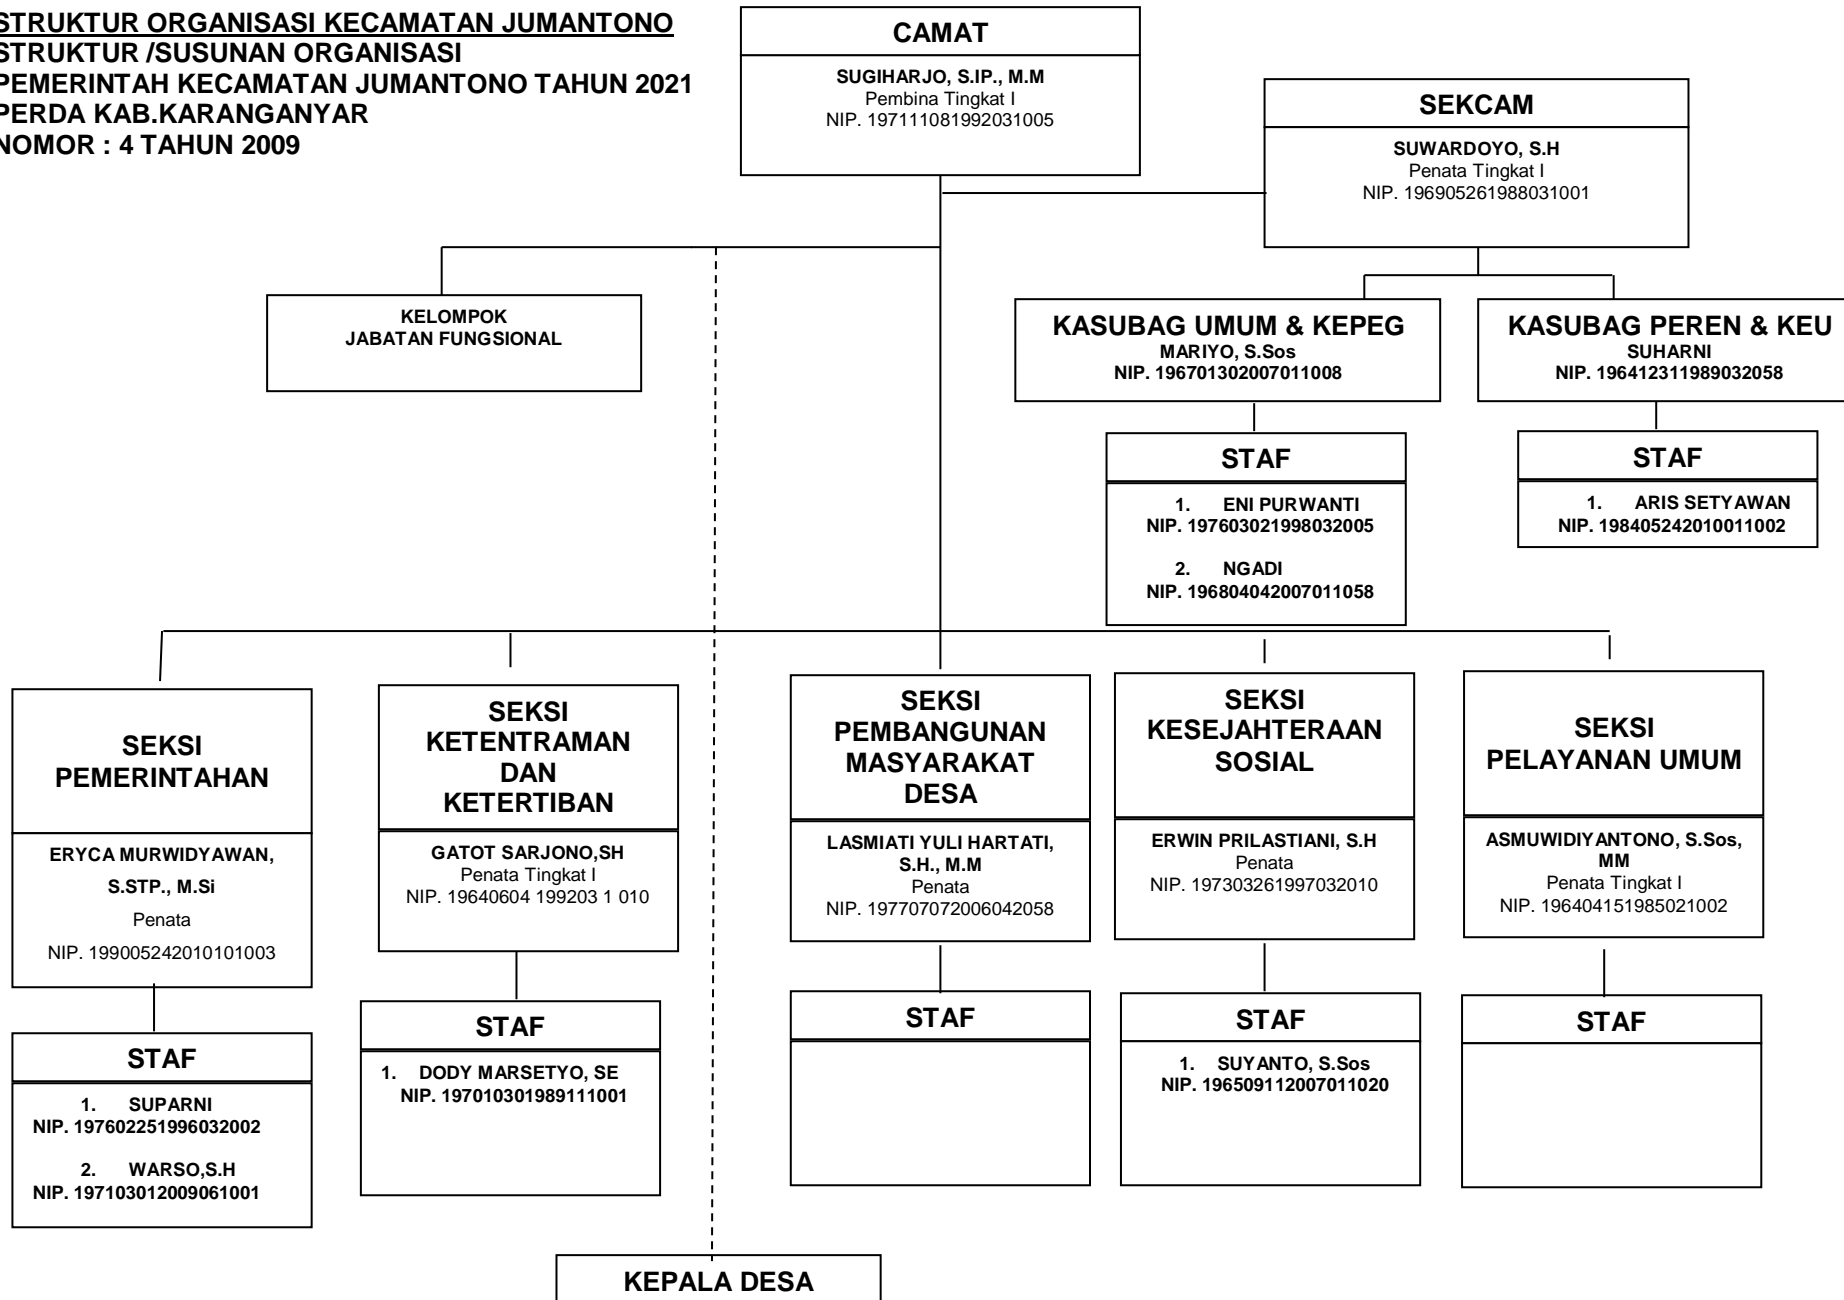 STRUKTUR ORGANISASI KECAMATAN JUMANTONO
STRUKTUR /SUSUNAN ORGANISASI
PEMERINTAH KECAMATAN JUMANTONO TAHUN 2021
PERDA KAB.KARANGANYAR
NOMOR : 4 TAHUN 2009
CAMAT
SUGIHARJO, S.IP., M.M
Pembina Tingkat I
NIP. 197111081992031005
SEKCAM
SUWARDOYO, S.H
Penata Tingkat I
NIP. 196905261988031001
KELOMPOK
JABATAN FUNGSIONAL
KASUBAG UMUM & KEPEG
MARIYO, S.Sos
NIP. 196701302007011008
KASUBAG PEREN & KEU
SUHARNI
NIP. 196412311989032058
STAF
1. ENI PURWANTI
NIP. 197603021998032005
2. NGADI
NIP. 196804042007011058
STAF
1. ARIS SETYAWAN
NIP. 198405242010011002
SEKSI
PEMERINTAHAN
ERYCA MURWIDYAWAN,
S.STP., M.Si
Penata
NIP. 199005242010101003
STAF
1. SUPARNI
NIP. 197602251996032002
2. WARSO,S.H
NIP. 197103012009061001
SEKSI
KETENTRAMAN
DAN
KETERTIBAN
GATOT SARJONO,SH
Penata Tingkat I
NIP. 19640604 199203 1 010
STAF
1. DODY MARSETYO, SE
NIP. 197010301989111001
SEKSI
PEMBANGUNAN
MASYARAKAT
DESA
LASMIATI YULI HARTATI,
S.H., M.M
Penata
NIP. 197707072006042058
STAF
SEKSI
KESEJAHTERAAN
SOSIAL
ERWIN PRILASTIANI, S.H
Penata
NIP. 197303261997032010
STAF
1. SUYANTO, S.Sos
NIP. 196509112007011020
SEKSI
PELAYANAN UMUM
ASMUWIDIYANTONO, S.Sos,
MM
Penata Tingkat I
NIP. 196404151985021002
STAF
KEPALA DESA